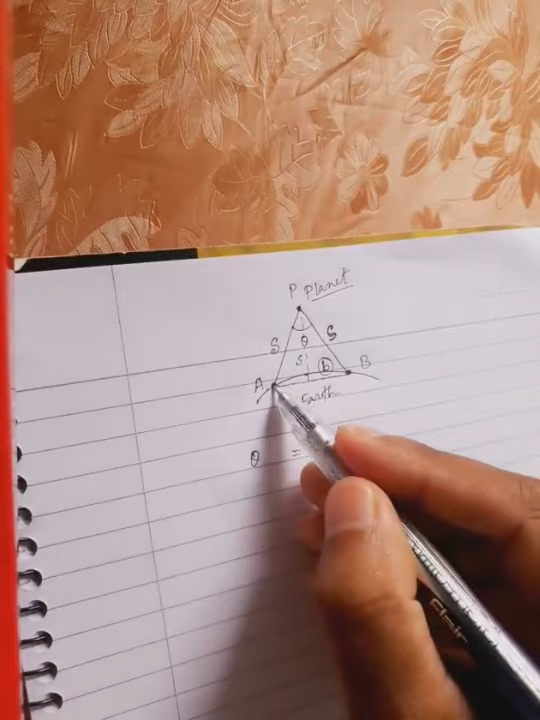 P Planet
θ
S S
S
A b B
Earth
θ =